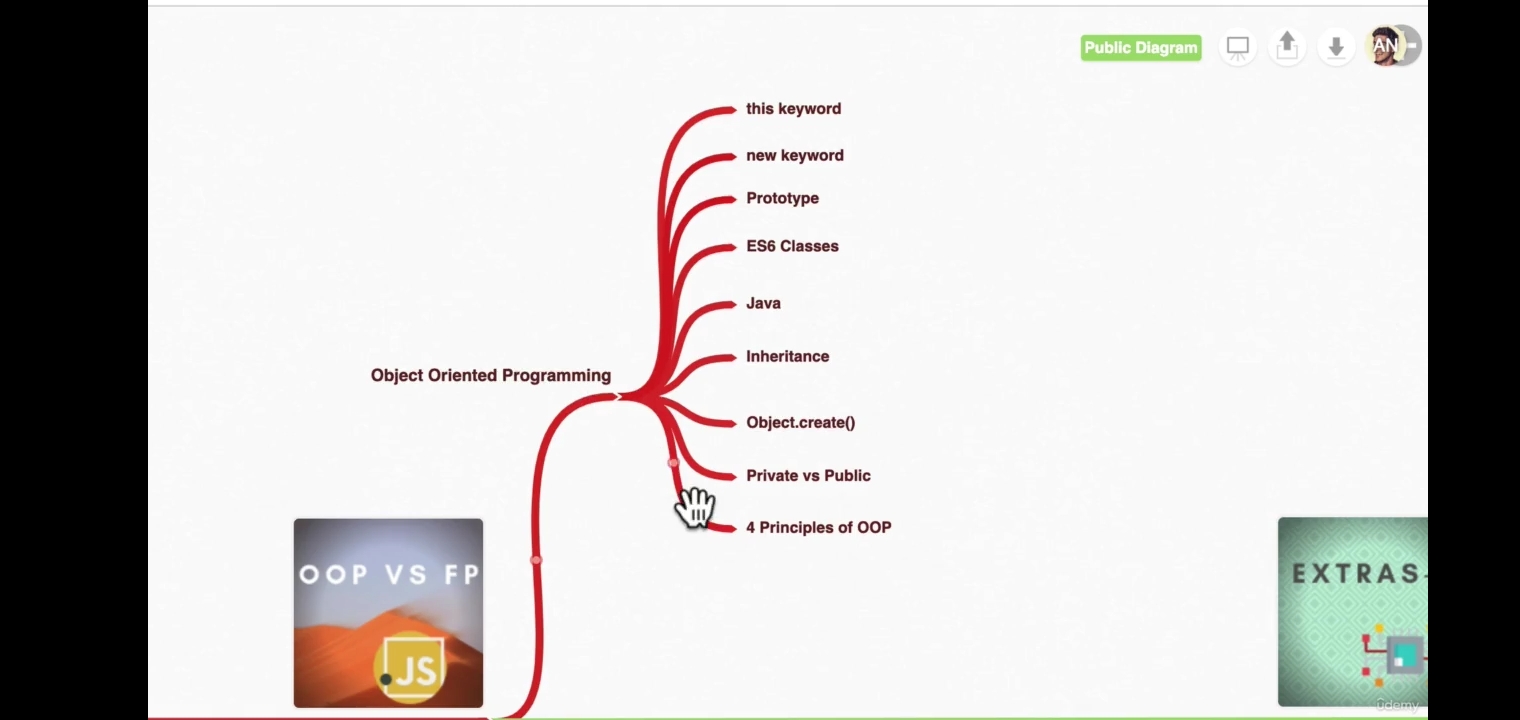 Public Diagram
AN
this keyword
new keyword
Prototype
ES6 Classes
Java
Inheritance
Object Oriented Programming
Object.create()
Private vs Public
4 Principles of OOP
OOP VS FP
JS
EXTRAS
ûdemy